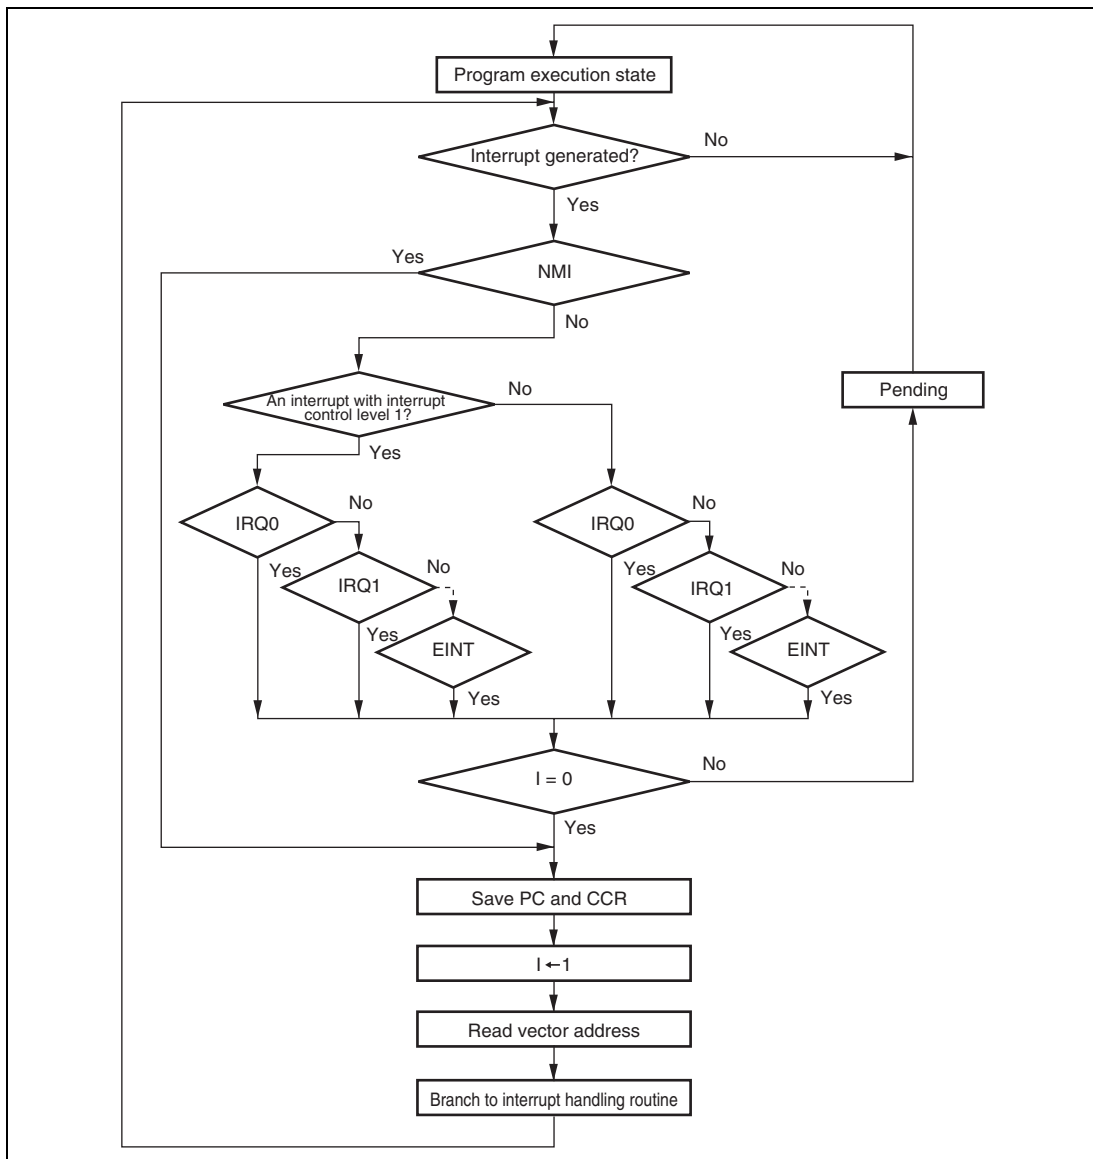 Program execution state
Interrupt generated?
No
Yes
Yes
NMI
No
An interrupt with interrupt
control level 1?
No
Pending
Yes
IRQ0
No
IRQ0
No
Yes
IRQ1
No
Yes
IRQ1
No
Yes
EINT
Yes
EINT
Yes
Yes
I = 0
No
Yes
Save PC and CCR
I ←1
Read vector address
Branch to interrupt handling routine